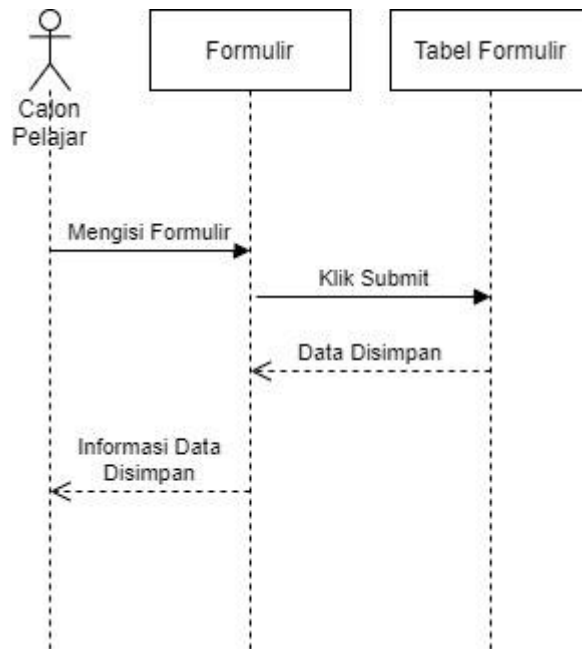 Formulir
Tabel Formulir
Calon
Pelajar
Mengisi Formulir
Klik Submit
Data Disimpan
Informasi Data
Disimpan